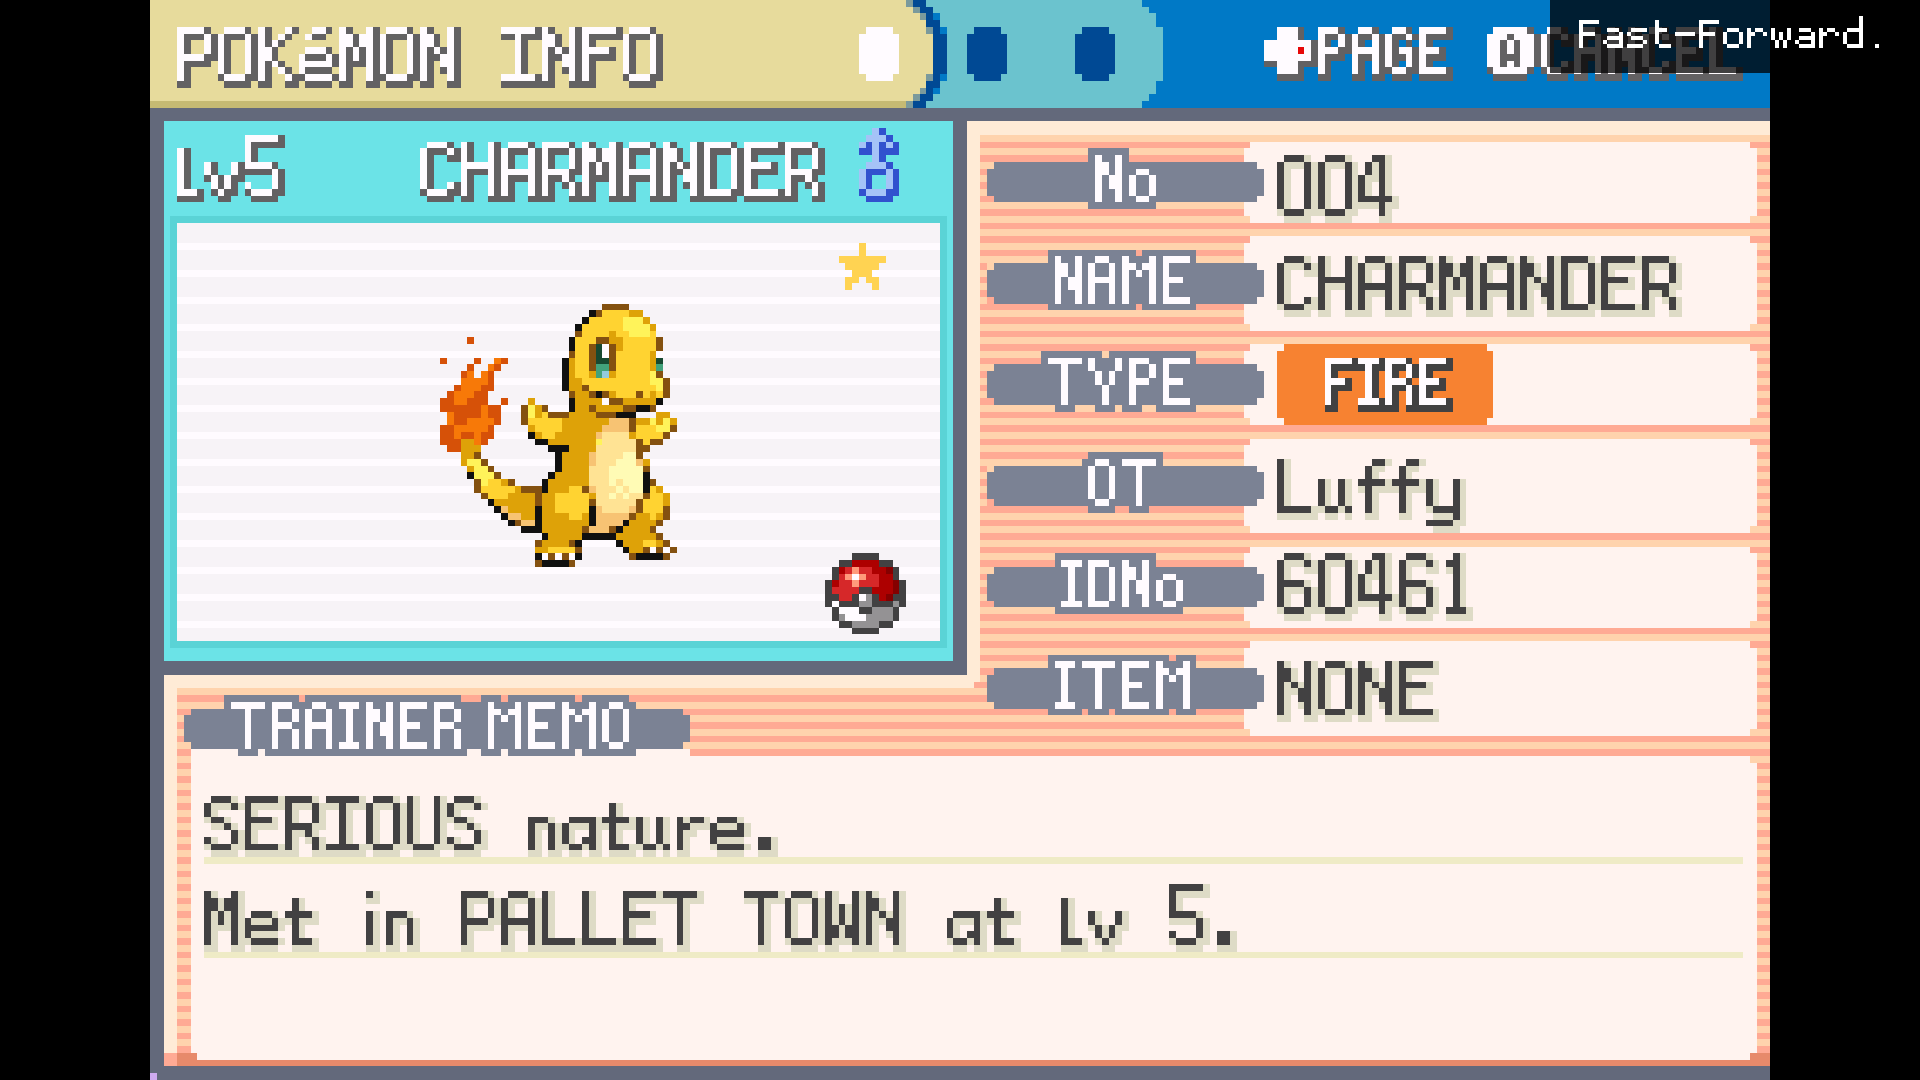 POKéMON INFO
PAGE
A CANCEL
Fast-Forward.
Lv5 CHARMANDER ♂
No 004
NAME CHARMANDER
TYPE FIRE
OT Luffy
IDNo 60461
ITEM NONE
TRAINER MEMO
SERIOUS nature.
Met in PALLET TOWN at Lv 5.